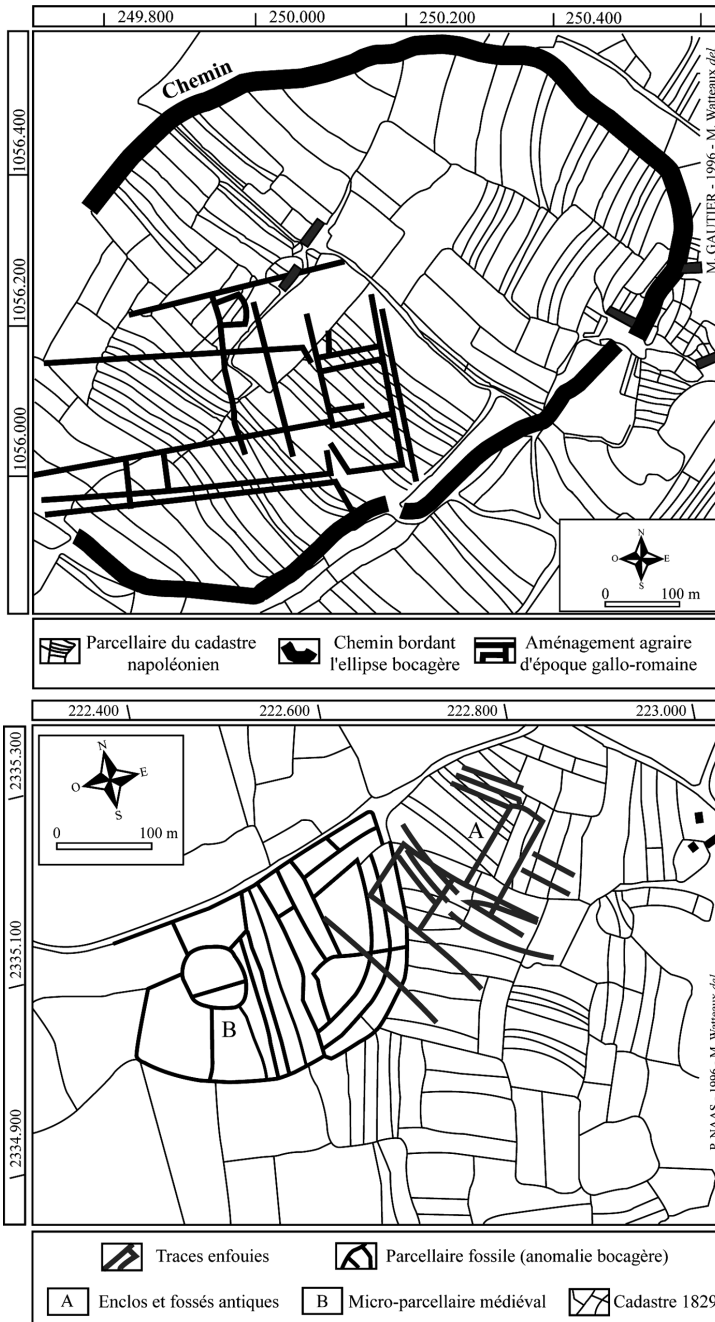 249.800 250.000 250.200 250.400
1056.400
1056.200
1056.000
Chemin
M. GAUTIER - 1996 - M. Watteaux del
N
O E
S
0 100 m
Parcellaire du cadastre
napoléonien
Chemin bordant
l'ellipse bocagère
Aménagement agraire
d'époque gallo-romaine
222.400 222.600 222.800 223.000
2335.300
2335.100
2334.900
N
O E
S
0 100 m
A
B
P. NAAS - 1996 - M. Watteaux del
Traces enfouies
Parcellaire fossile (anomalie bocagère)
A Enclos et fossés antiques
B Micro-parcellaire médiéval
Cadastre 1829